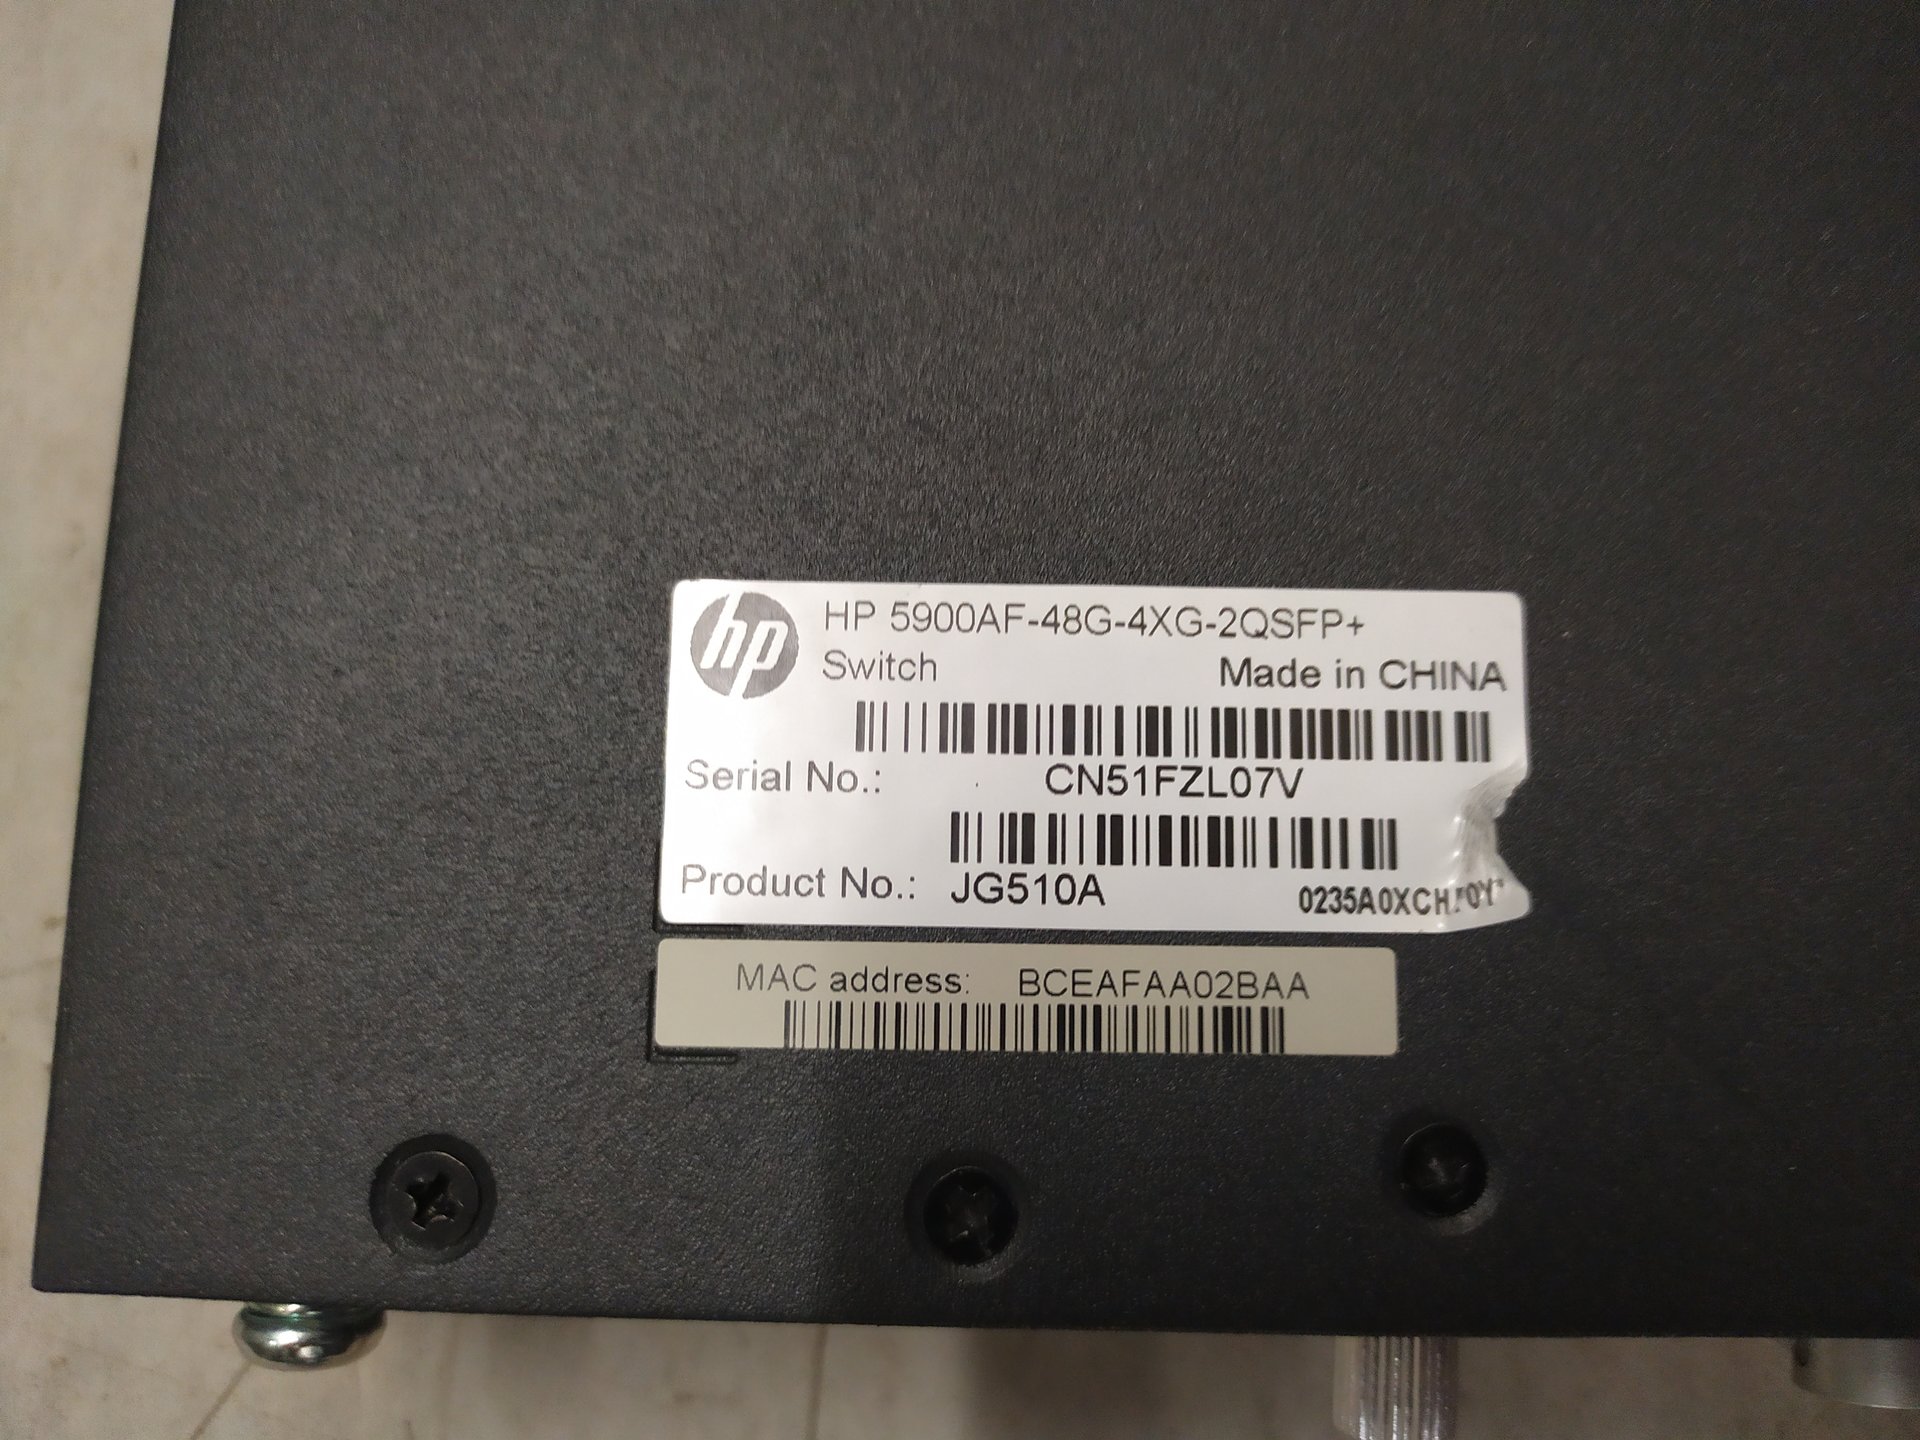 hp
HP 5900AF-48G-4XG-2QSFP+
Switch
Made in CHINA
Serial No.: CN51FZL07V
Product No.: JG510A
MAC address: BCEAFAA02BAA